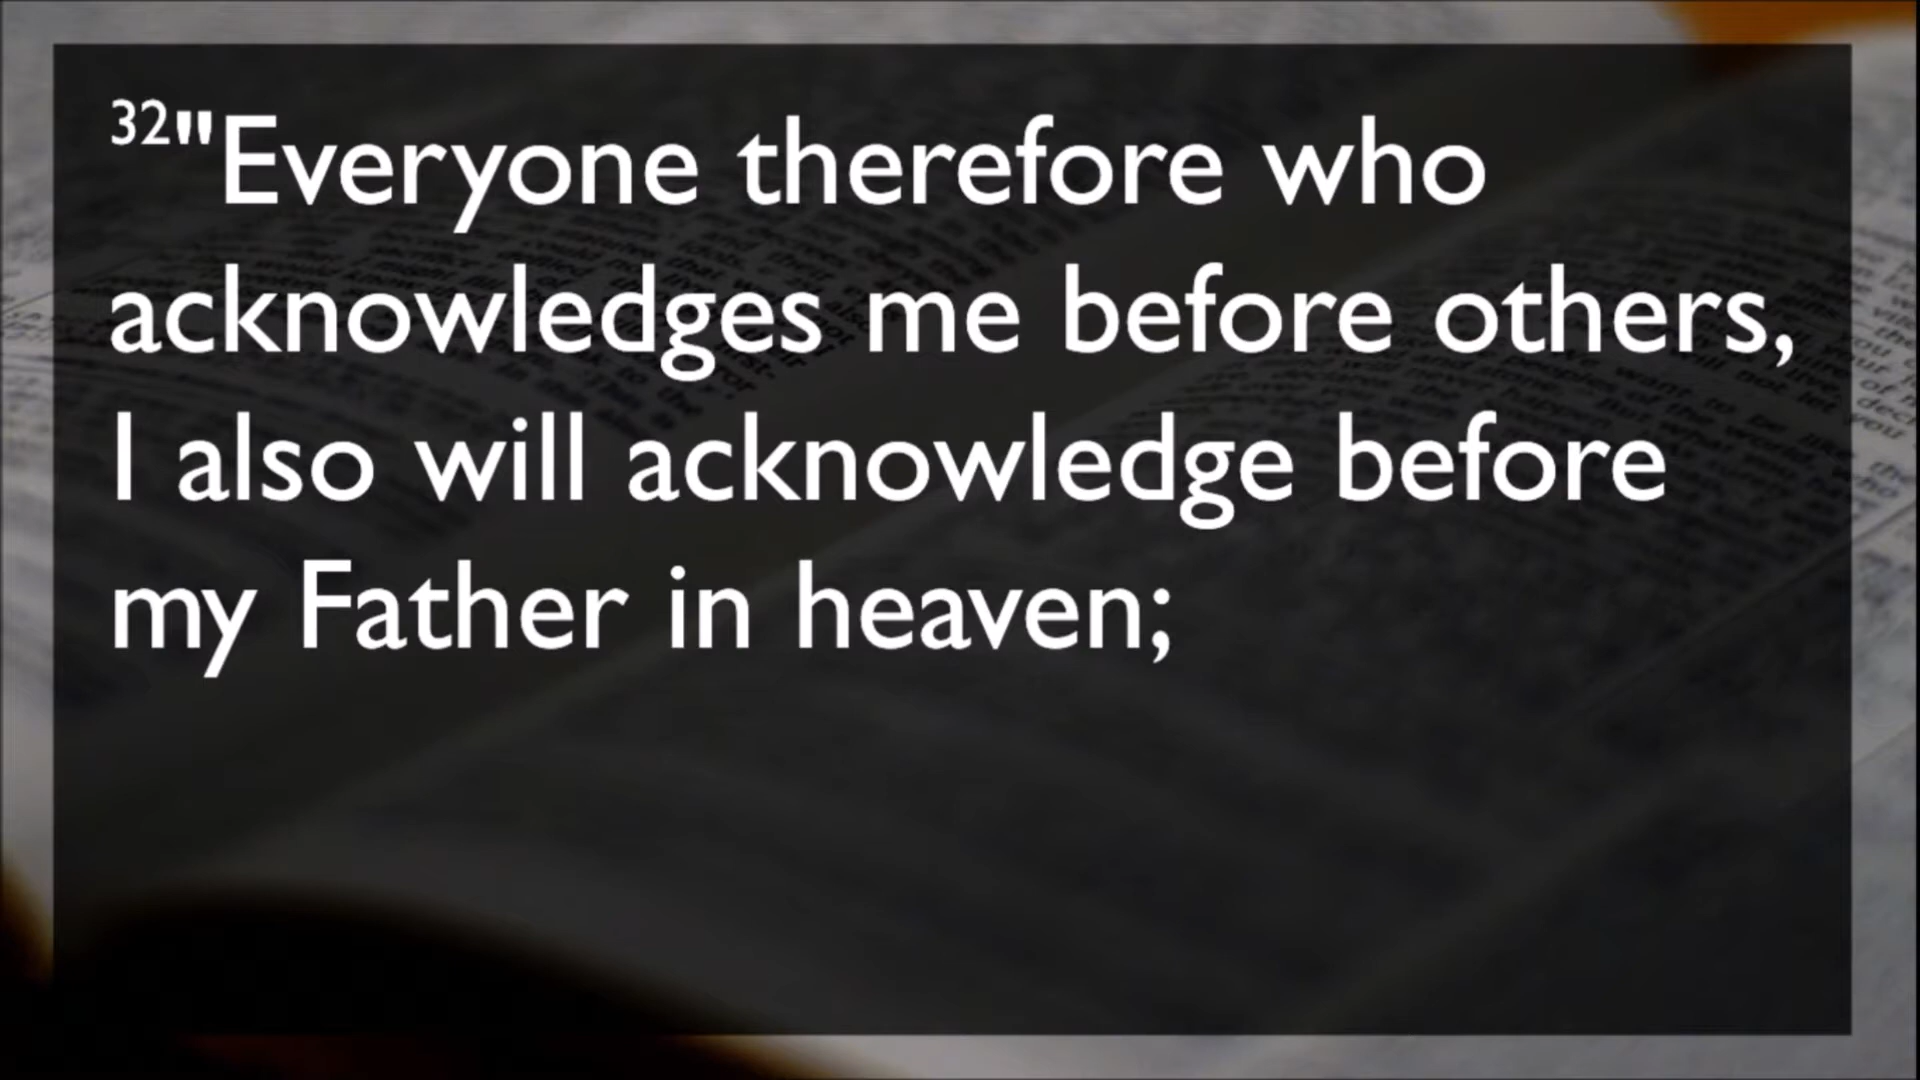 32"Everyone therefore who
acknowledges me before others,
I also will acknowledge before
my Father in heaven;